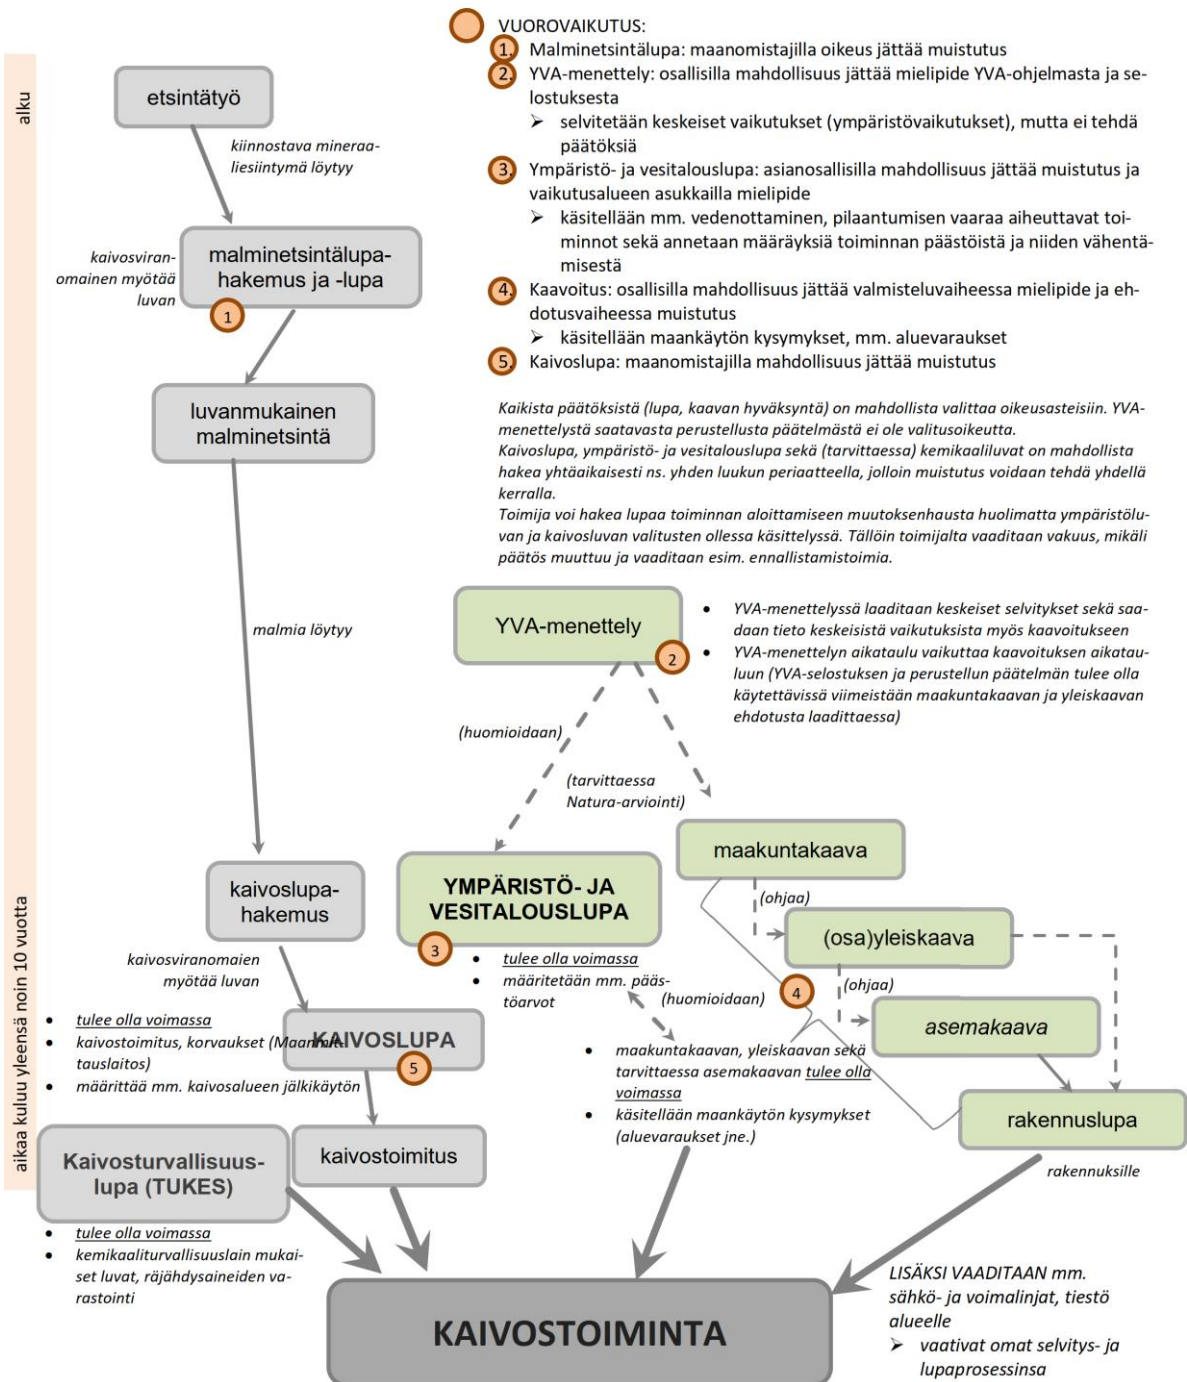 VUOROVAIKUTUS:
1. Malminetsintälupa: maanomistajilla oikeus jättää muistutus
2. YVA-menettely: osallisilla mahdollisuus jättää mielipide YVA-ohjelmasta ja se-
lostuksesta
➢ selvitetään keskeiset vaikutukset (ympäristövaikutukset), mutta ei tehdä
päätöksiä
3. Ympäristö- ja vesitalouslupa: asianosallisilla mahdollisuus jättää muistutus ja
vaikutusalueen asukkailla mielipide
➢ käsitellään mm. vedenottaminen, pilaantumisen vaaraa aiheuttavat toi-
minnot sekä annetaan määräyksiä toiminnan päästöistä ja niiden vähentä-
misestä
4. Kaavoitus: osallisilla mahdollisuus jättää valmisteluvaiheessa mielipide ja eh-
dotusvaiheessa muistutus
➢ käsitellään maankäytön kysymykset, mm. aluevaraukset
5. Kaivoslupa: maanomistajilla mahdollisuus jättää muistutus
Kaikista päätöksistä (lupa, kaavan hyväksyntä) on mahdollista valittaa oikeusasteisiin. YVA-
menettelystä saatavasta perustellusta päätelmästä ei ole valitusoikeutta.
Kaivoslupa, ympäristö- ja vesitalouslupa sekä (tarvittaessa) kemikaaliluvat on mahdollista
hakea yhtäaikaisesti ns. yhden luukun periaatteella, jolloin muistutus voidaan tehdä yhdellä
kerralla.
Toimija voi hakea lupaa toiminnan aloittamiseen muutoksenhausta huolimatta ympäristölu-
van ja kaivosluvan valitusten ollessa käsittelyssä. Tällöin toimijalta vaaditaan vakuus, mikäli
päätös muuttuu ja vaaditaan esim. ennallistamistoimia.
alku
aikaa kuluu yleensä noin 10 vuotta
etsintätyö
kiinnostava mineraa-
liesiintymä löytyy
malminetsintälupa-
hakemus ja -lupa
1
kaivosviran-
omainen myötää
luvan
luvanmukainen
malminetsintä
malmia löytyy
YVA-menettely
2
• YVA-menettelyssä laaditaan keskeiset selvitykset sekä saa-
daan tieto keskeisistä vaikutuksista myös kaavoitukseen
• YVA-menettelyn aikataulu vaikuttaa kaavoituksen aikatau-
luun (YVA-selostuksen ja perustellun päätelmän tulee olla
käytettävissä viimeistään maakuntakaavan ja yleiskaavan
ehdotusta laadittaessa)
(huomioidaan)
(tarvittaessa
Natura-arviointi)
kaivoslupa-
hakemus
kaivosviranomaien
myötää luvan
YMPÄRISTÖ- JA
VESITALOUSLUPA
3
• tulee olla voimassa
• määritetään mm. pääs-
töarvot
(huomioidaan)
maakuntakaava
(ohjaa)
(osa)yleiskaava
4
(ohjaa)
asemakaava
rakennuslupa
rakennuksille
• maakuntakaavan, yleiskaavan sekä
tarvittaessa asemakaavan tulee olla
voimassa
• käsitellään maankäytön kysymykset
(aluevaraukset jne.)
KAIVOSLUPA
5
• tulee olla voimassa
• kaivostoimitus, korvaukset (Maanmit-
tauslaitos)
• määrittää mm. kaivosalueen jälkikäytön
kaivostoimitus
Kaivosturvallisuus-
lupa (TUKES)
• tulee olla voimassa
• kemikaaliturvallisuuslain mukai-
set luvat, räjähdysaineiden va-
rastointi
KAIVOSTOIMINTA
LISÄKSI VAADITAAN mm.
sähkö- ja voimalinjat, tiestö
alueelle
➢ vaativat omat selvitys- ja
lupaprosessinsa